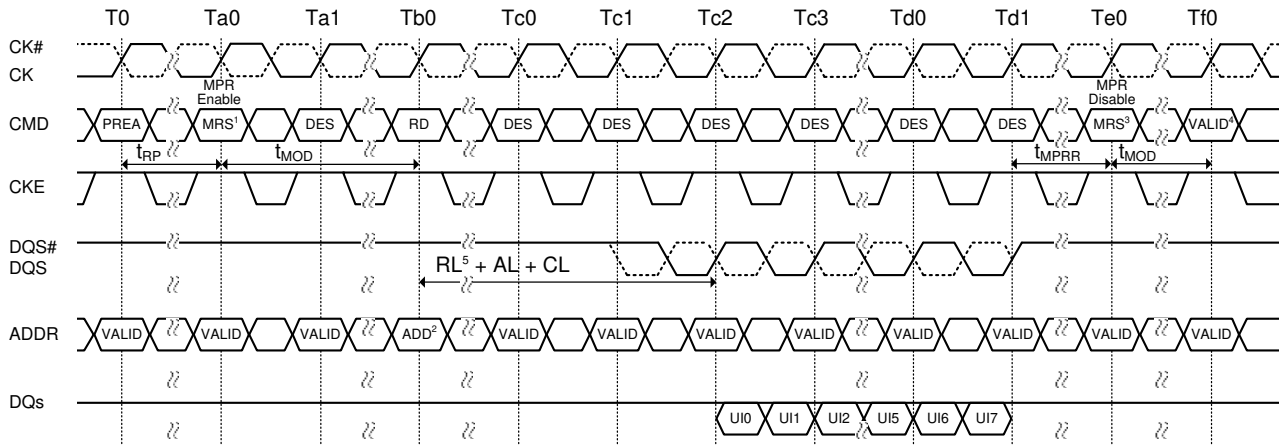 T0 Ta0 Ta1 Tb0 Tc0 Tc1 Tc2 Tc3 Td0 Td1 Te0 Tf0
CK#
CK
MPR
Enable
MPR
Disable
CMD PREA MRS¹ DES RD DES DES DES DES DES DES MRS³ VALID⁴
tRP tMOD tMPRR tMOD
CKE
DQS#
DQS
RL⁵ + AL + CL
ADDR VALID VALID VALID ADD² VALID VALID VALID VALID VALID VALID VALID VALID
DQs UI0 UI1 UI2 UI5 UI6 UI7